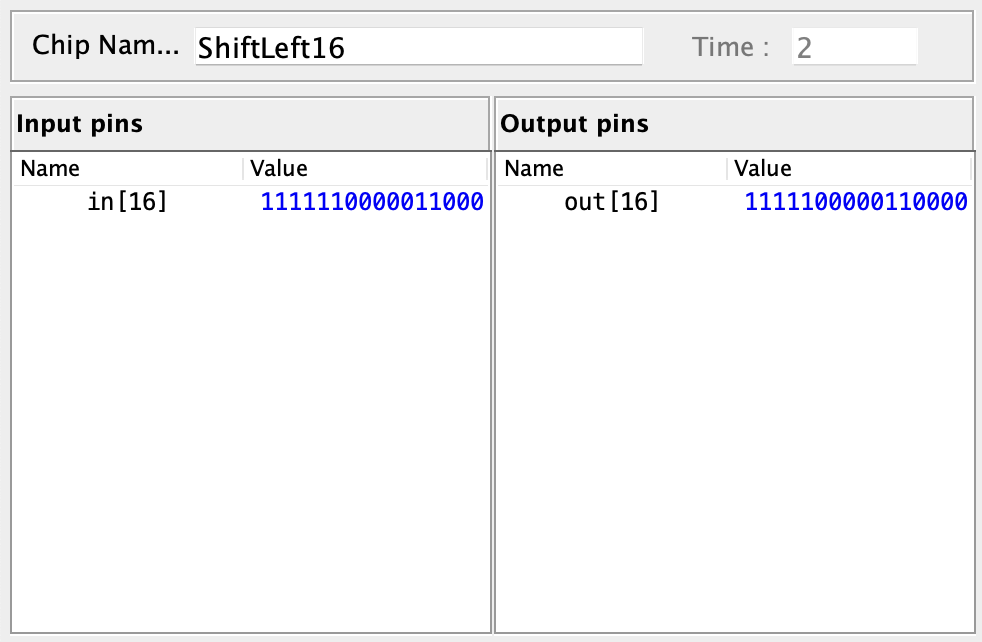 Chip Nam... ShiftLeft16 Time : 2
Input pins Output pins
Name Value Name Value
in[16] 1111110000011000 out[16] 1111100000110000